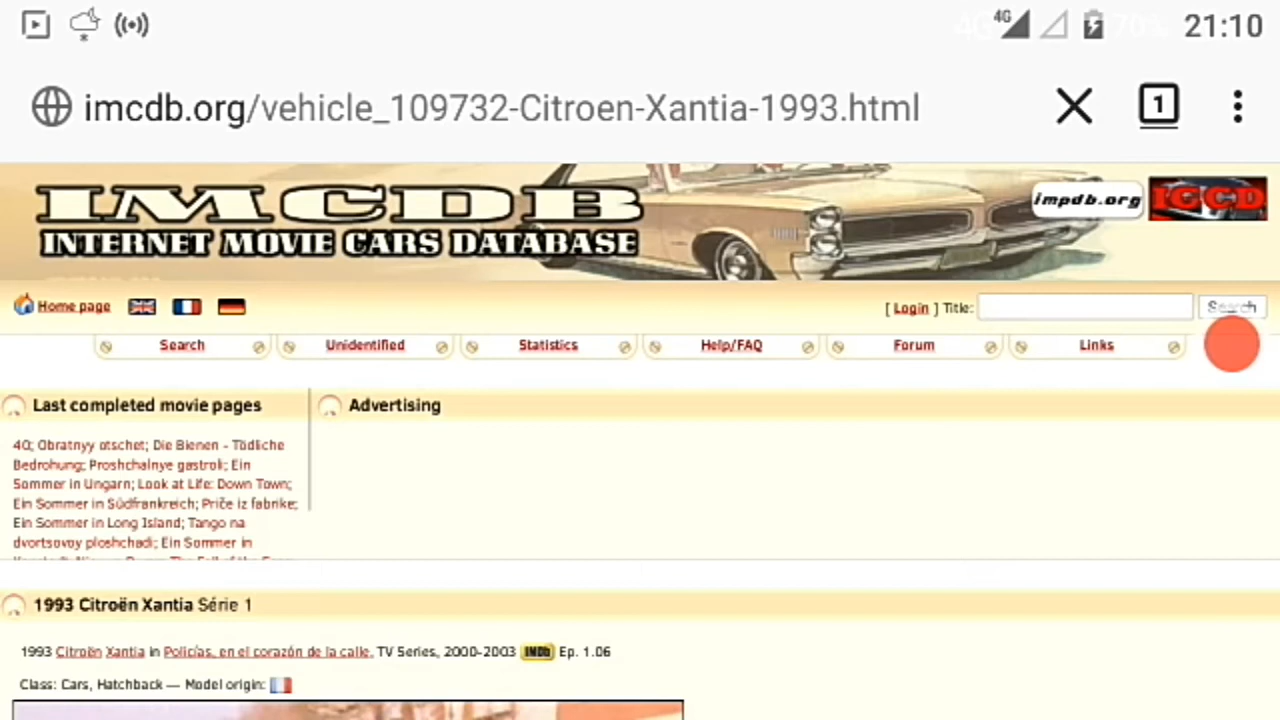 4G 70% 21:10
imcdb.org/vehicle_109732-Citroen-Xantia-1993.html 1
IMCDB
INTERNET MOVIE CARS DATABASE
impdb.org IGCD
Home page [ Login ] Title: Search
Search Unidentified Statistics Help/FAQ Forum Links
Last completed movie pages
Advertising
40; Obratnyy otschet; Die Bienen - Tödliche
Bedrohung; Proshchalnye gastroli; Ein
Sommer in Ungarn; Look at Life: Down Town;
Ein Sommer in Südfrankreich; Priče iz fabrike;
Ein Sommer in Long Island; Tango na
dvortsovoy ploshchadi; Ein Sommer in
1993 Citroën Xantia Série 1
1993 Citroën Xantia in Policías, en el corazón de la calle, TV Series, 2000-2003 IMDb Ep. 1.06
Class: Cars, Hatchback — Model origin: